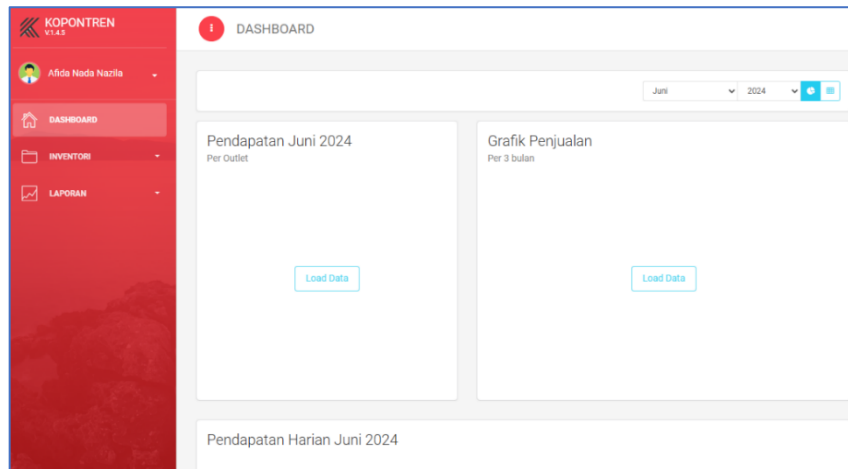 KOPONTREN
V.1.4.5
Afida Nada Nazila
DASHBOARD
INVENTORI
LAPORAN
DASHBOARD
Juni
2024
Pendapatan Juni 2024
Per Outlet
Load Data
Grafik Penjualan
Per 3 bulan
Load Data
Pendapatan Harian Juni 2024